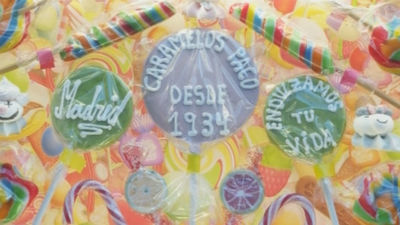 Madrid
CARAMELOS PACO
DESDE
1934
ENDULZAMOS
TU
VIDA